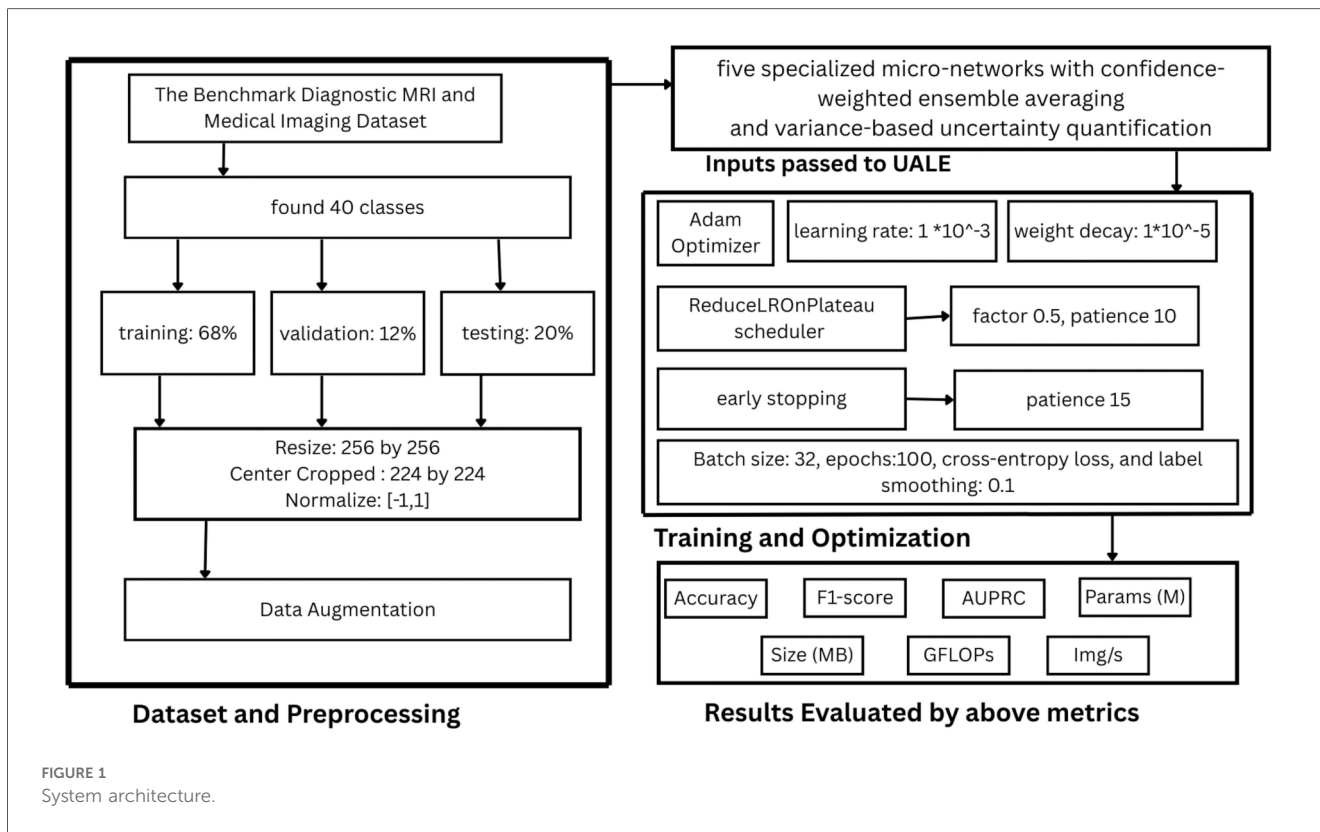 The Benchmark Diagnostic MRI and
Medical Imaging Dataset
found 40 classes
training: 68%
validation: 12%
testing: 20%
Resize: 256 by 256
Center Cropped : 224 by 224
Normalize: [-1,1]
Data Augmentation
Dataset and Preprocessing
five specialized micro-networks with confidence-
weighted ensemble averaging
and variance-based uncertainty quantification
Inputs passed to UALE
Adam
Optimizer
learning rate: 1 *10^-3
weight decay: 1*10^-5
ReduceLROnPlateau
scheduler
factor 0.5, patience 10
early stopping
patience 15
Batch size: 32, epochs:100, cross-entropy loss, and label
smoothing: 0.1
Training and Optimization
Accuracy
F1-score
AUPRC
Params (M)
Size (MB)
GFLOPs
Img/s
Results Evaluated by above metrics
FIGURE 1
System architecture.